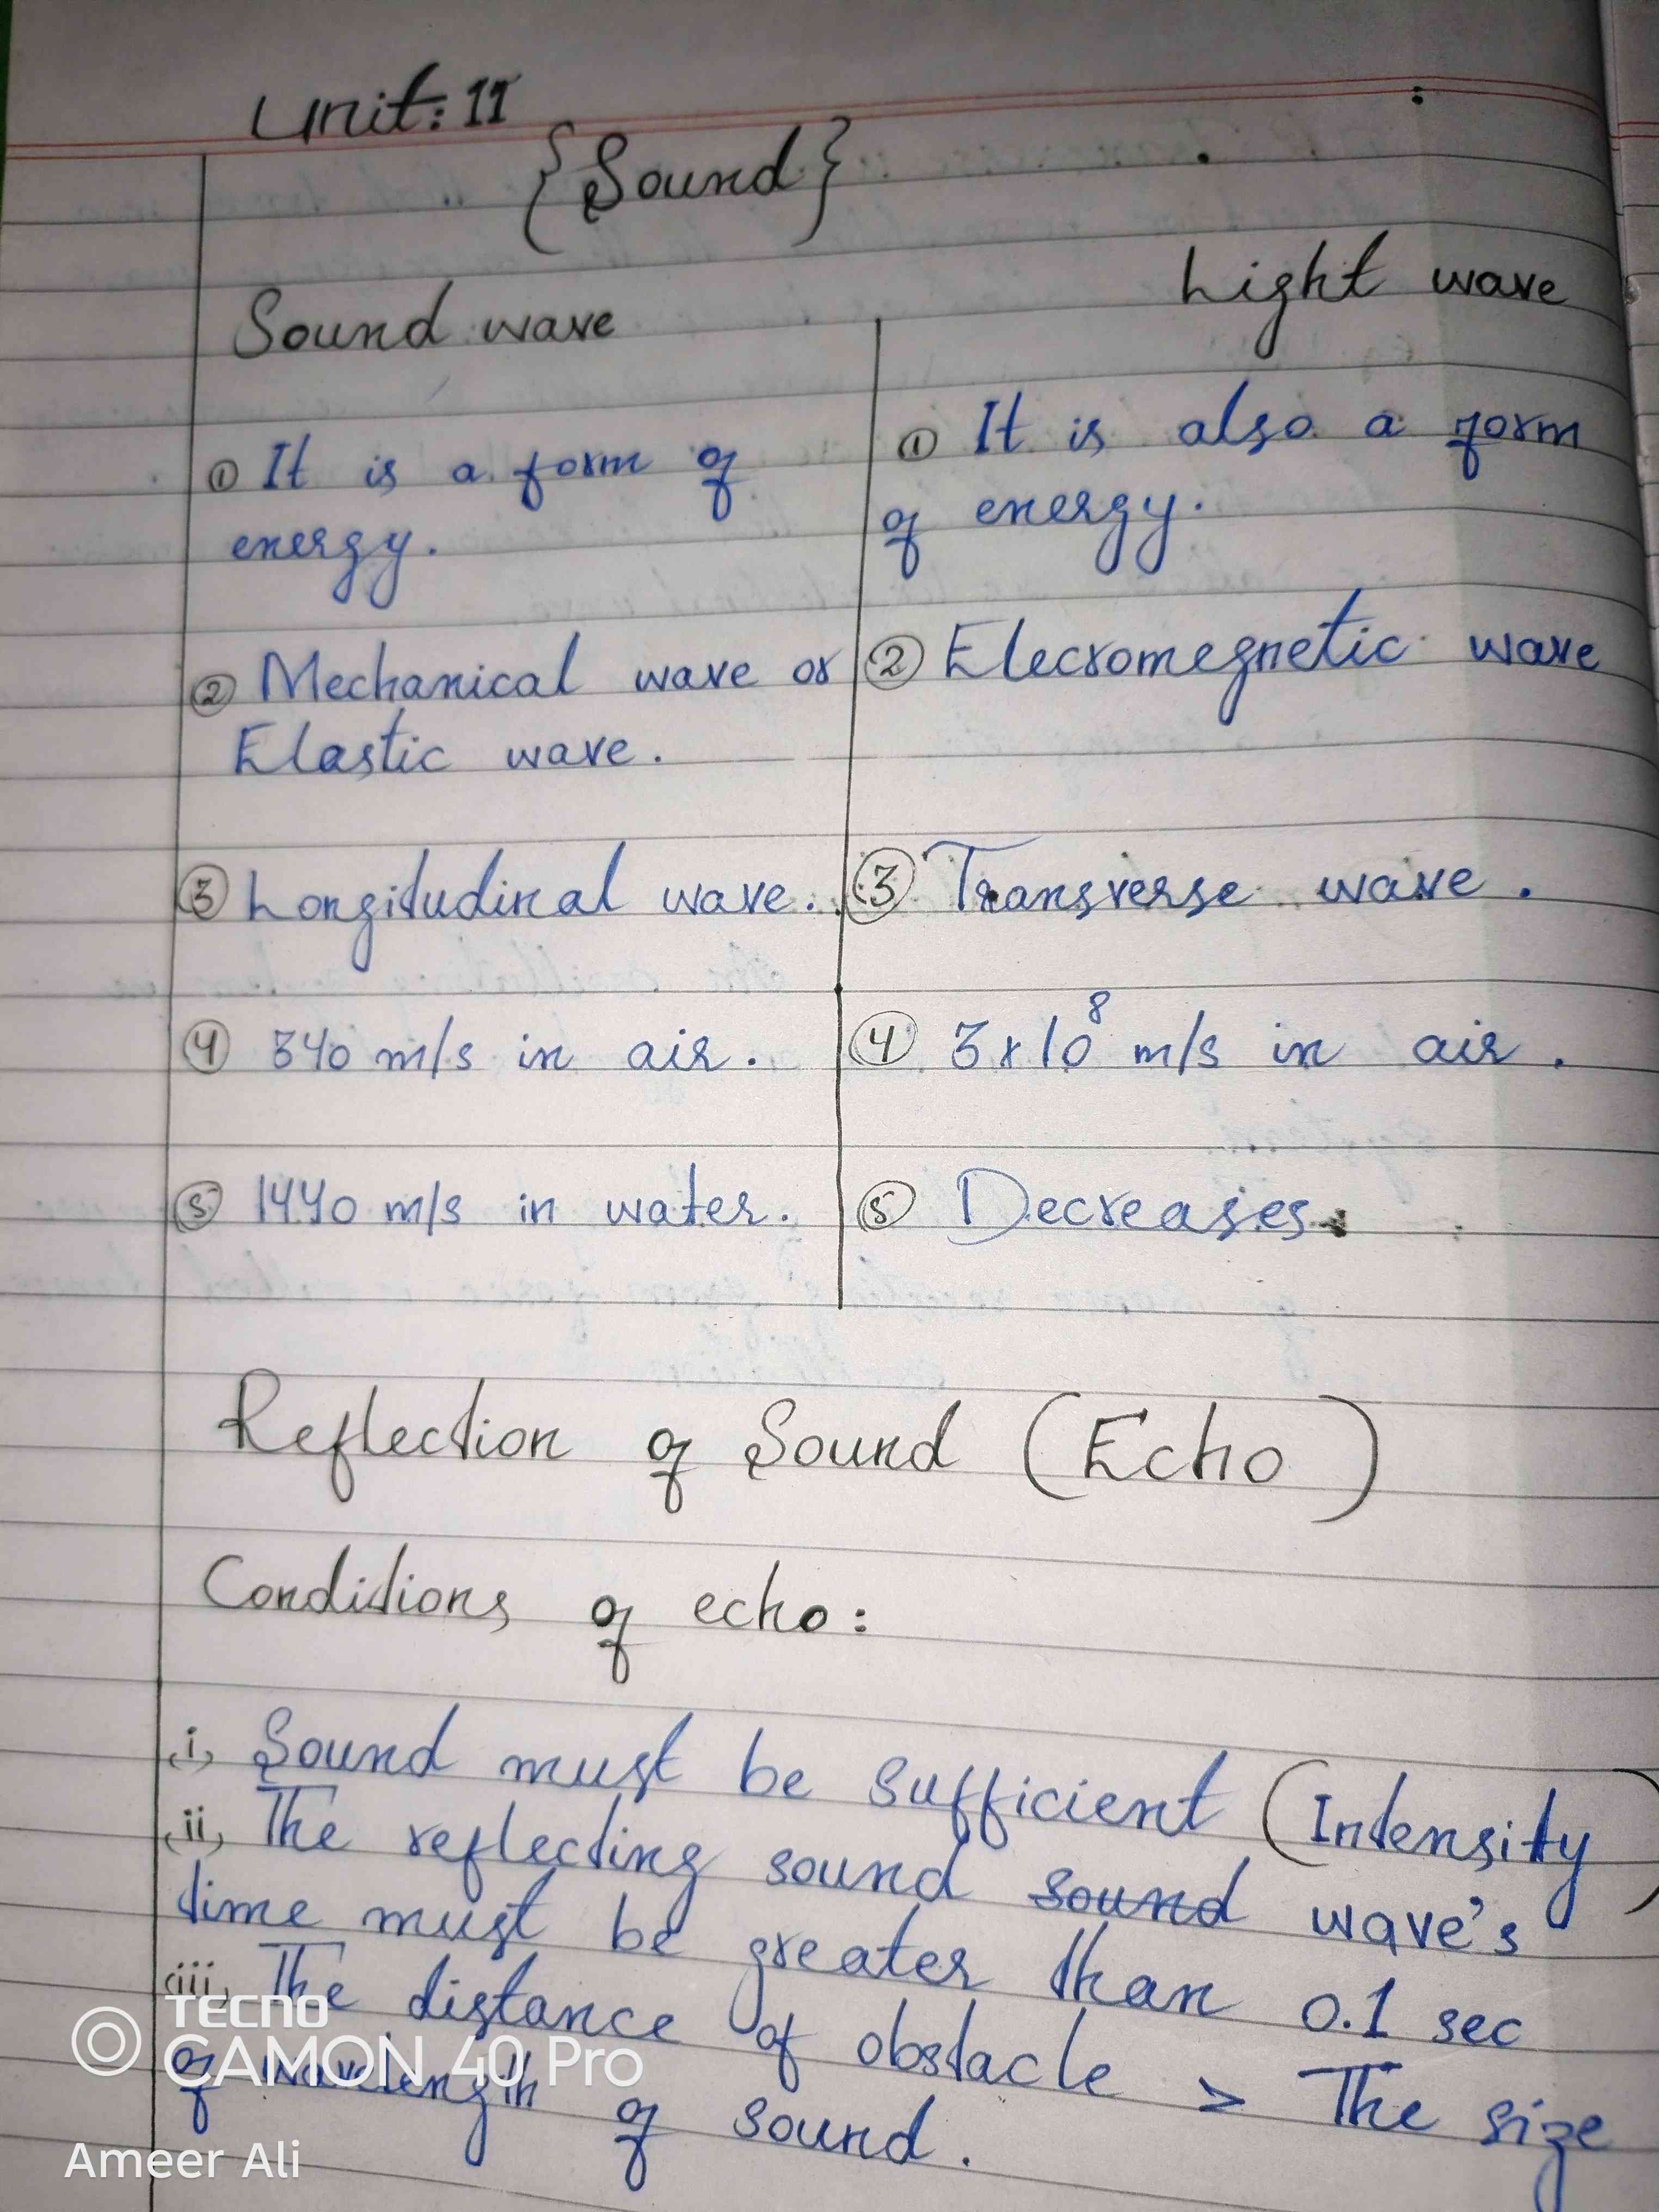 Unit: 11
{Sound}
Sound wave
Light wave
① It is a form of
energy.
① It is also a form
of energy.
② Mechanical wave or
Elastic wave.
② Elecromegnetic wave
③ Longitudinal wave.
③ Transverse wave.
④ 340 m/s in air.
④ 3x10⁸ m/s in air.
⑤ 1440 m/s in water.
⑤ Decreases.
Reflection of Sound (Echo)
Conditions of echo:
(i) Sound must be sufficient (Intensity)
(ii) The reflecting sound sound wave's
time must be greater than 0.1 sec
(iii) The distance of obstacle > The size
of wavelength of sound.
TECNO
CAMON 40 Pro
Ameer Ali